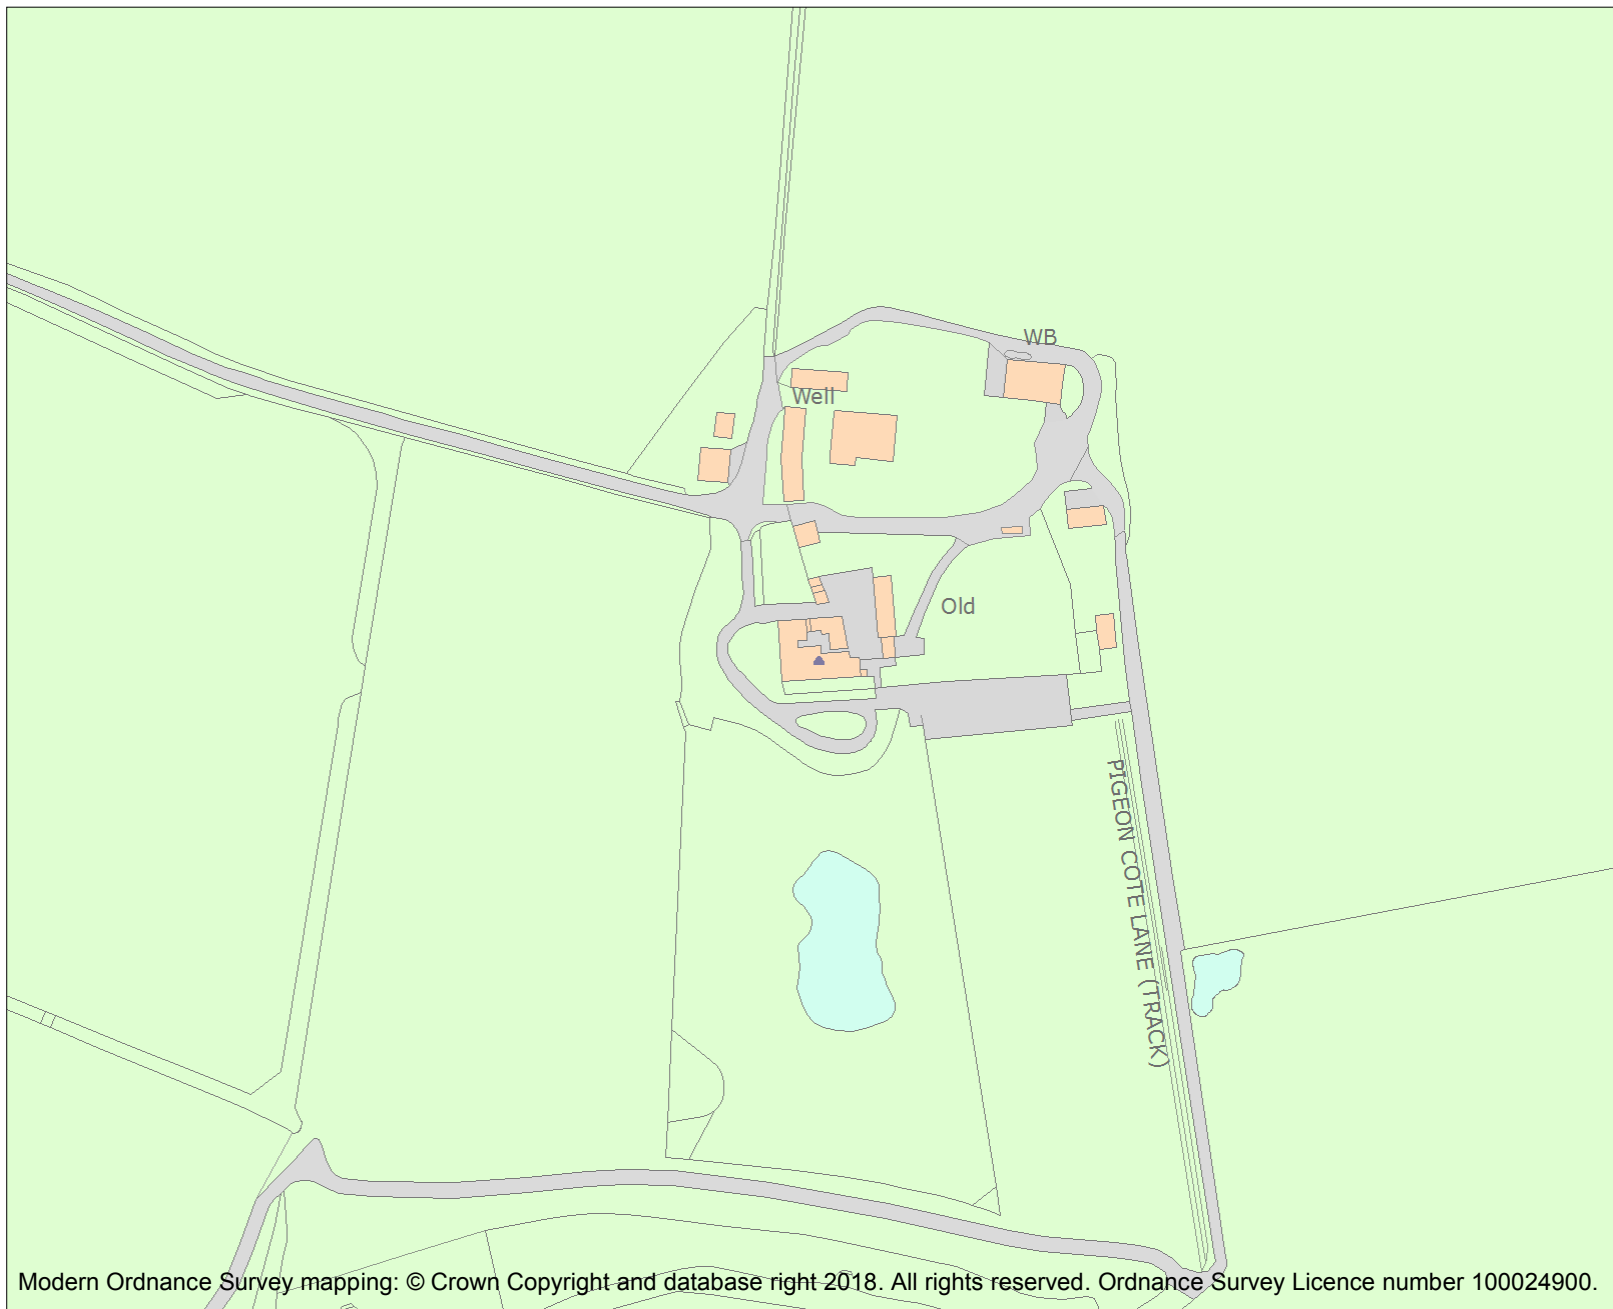 WB
Well
Old
PIGEON COTE LANE (TRACK)
Modern Ordnance Survey mapping: © Crown Copyright and database right 2018. All rights reserved. Ordnance Survey Licence number 100024900.